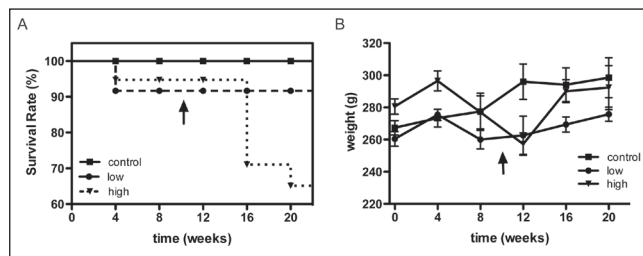 A
Survival Rate (%)
100
90
80
70
60
control
low
high
0
4
8
12
16
20
time (weeks)
B
weight (g)
320
300
280
260
240
220
control
low
high
0
4
8
12
16
20
time (weeks)